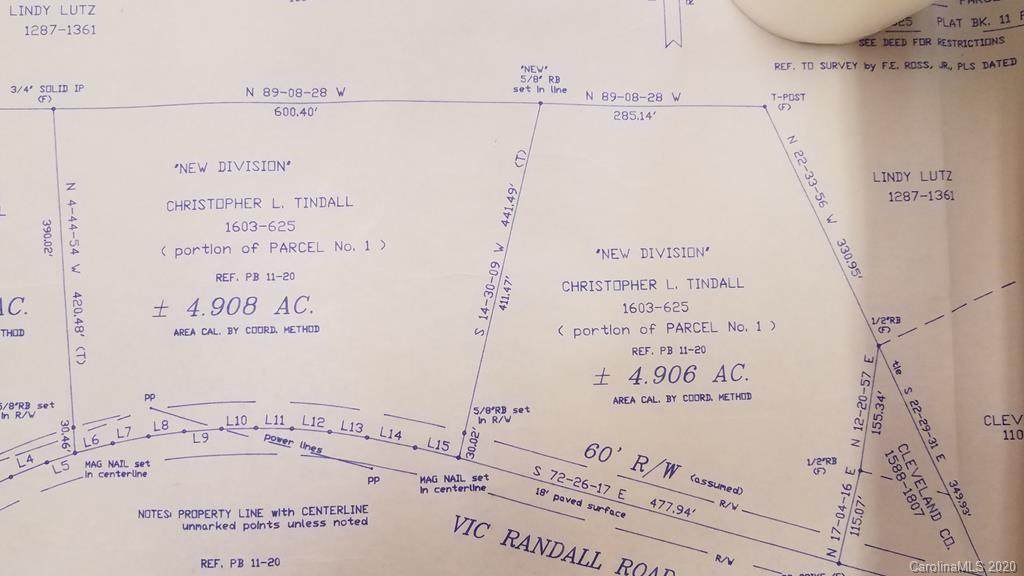 LINDY LUTZ
1287-1361
PLAT BK. 11
SEE DEED FOR RESTRICTIONS
REF. TO SURVEY by F.E. ROSS, JR., PLS DATED
3/4" SOLID IP
(F)
N 89-08-28 W
600.40'
"NEW"
5/8" RB
set in line
N 89-08-28 W
285.14'
T-POST
(F)
N 4-44-54 W 420.48' (T)
390.02'
30.46'
"NEW DIVISION"
CHRISTOPHER L. TINDALL
1603-625
( portion of PARCEL No. 1 )
REF. PB 11-20
± 4.908 AC.
AREA CAL. BY COORD. METHOD
S 14-30-09 W 441.49' (T)
411.47'
30.02'
"NEW DIVISION"
CHRISTOPHER L. TINDALL
1603-625
( portion of PARCEL No. 1 )
REF. PB 11-20
± 4.906 AC.
AREA CAL. BY COORD. METHOD
N 22-33-56 W 330.95'
LINDY LUTZ
1287-1361
1/2"RB
(F)
AC.
THOD
5/8"RB set
in R/W
PP
L4
L5
L6
L7
L8
L9
L10
L11
L12
L13
L14
L15
power lines
PP
MAG NAIL set
in centerline
5/8"RB set
in R/W
MAG NAIL set
in centerline
60' R/W (assumed)
R/W
S 72-26-17 E 477.94'
18' paved surface
N 12-20-57 E
155.34'
1/2"RB
(F)
N 17-04-16 E
115.07'
tie S 22-29-31 E 349.93'
CLEVELAND CO.
1588-1807
CLEV
110
NOTES: PROPERTY LINE with CENTERLINE
unmarked points unless noted
REF. PB 11-20
VIC RANDALL ROAD
R/W
CarolinaMLS 2020